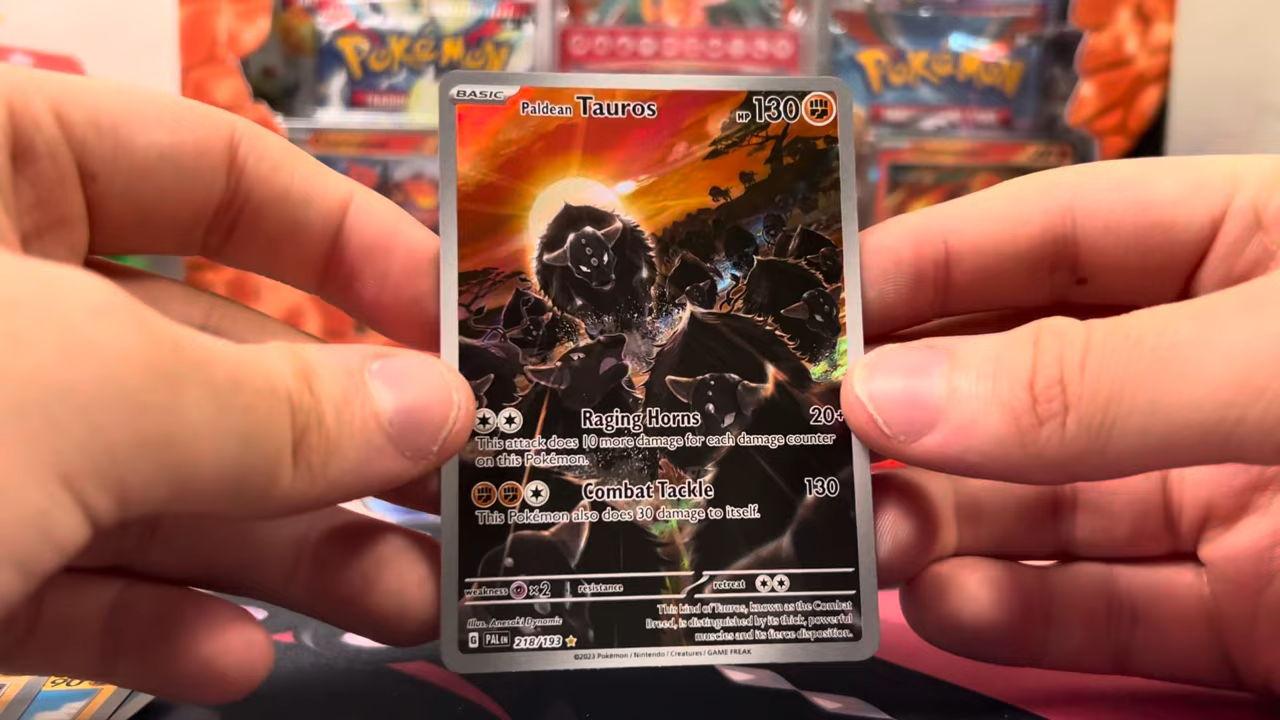 POKéMON
POKéMON
BASIC
Paldean Tauros
HP 130
Raging Horns 20+
This attack does 10 more damage for each damage counter
on this Pokémon.
Combat Tackle 130
This Pokémon also does 30 damage to itself.
weakness ×2 resistance retreat
Illus. Anesaki Dynamic
G PAL EN 218/193
This kind of Tauros, known as the Combat
Breed, is distinguished by its thick, powerful
muscles and its fierce disposition.
©2023 Pokémon / Nintendo / Creatures / GAME FREAK
90